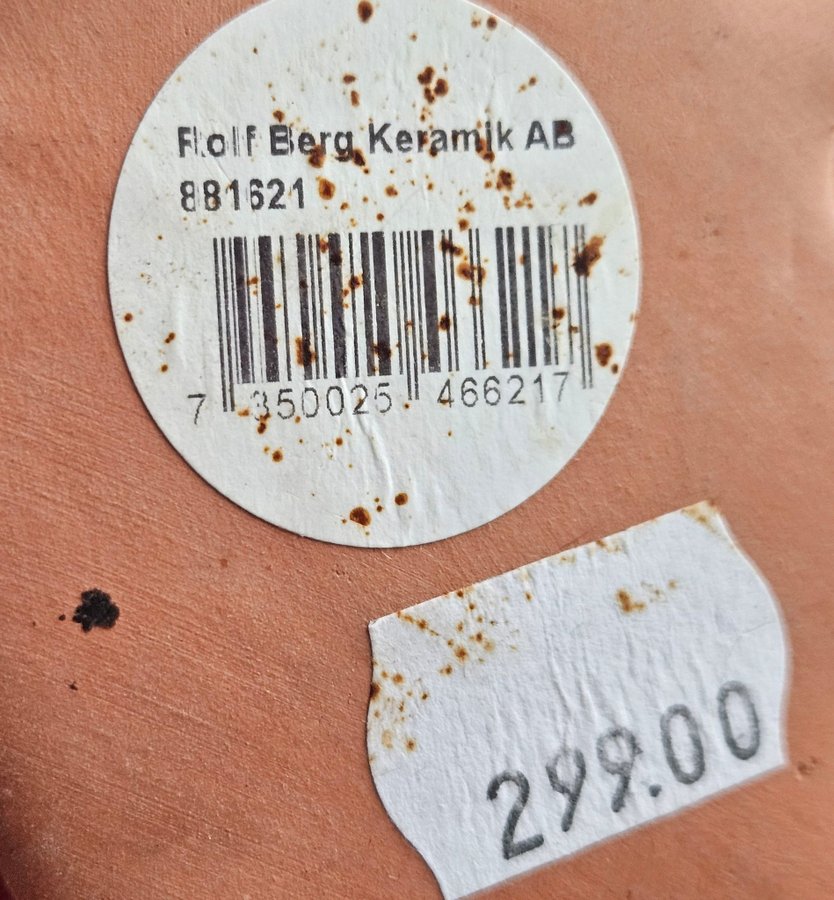 Rolf Berg Keramik AB
881621
7 350025 466217
299.00